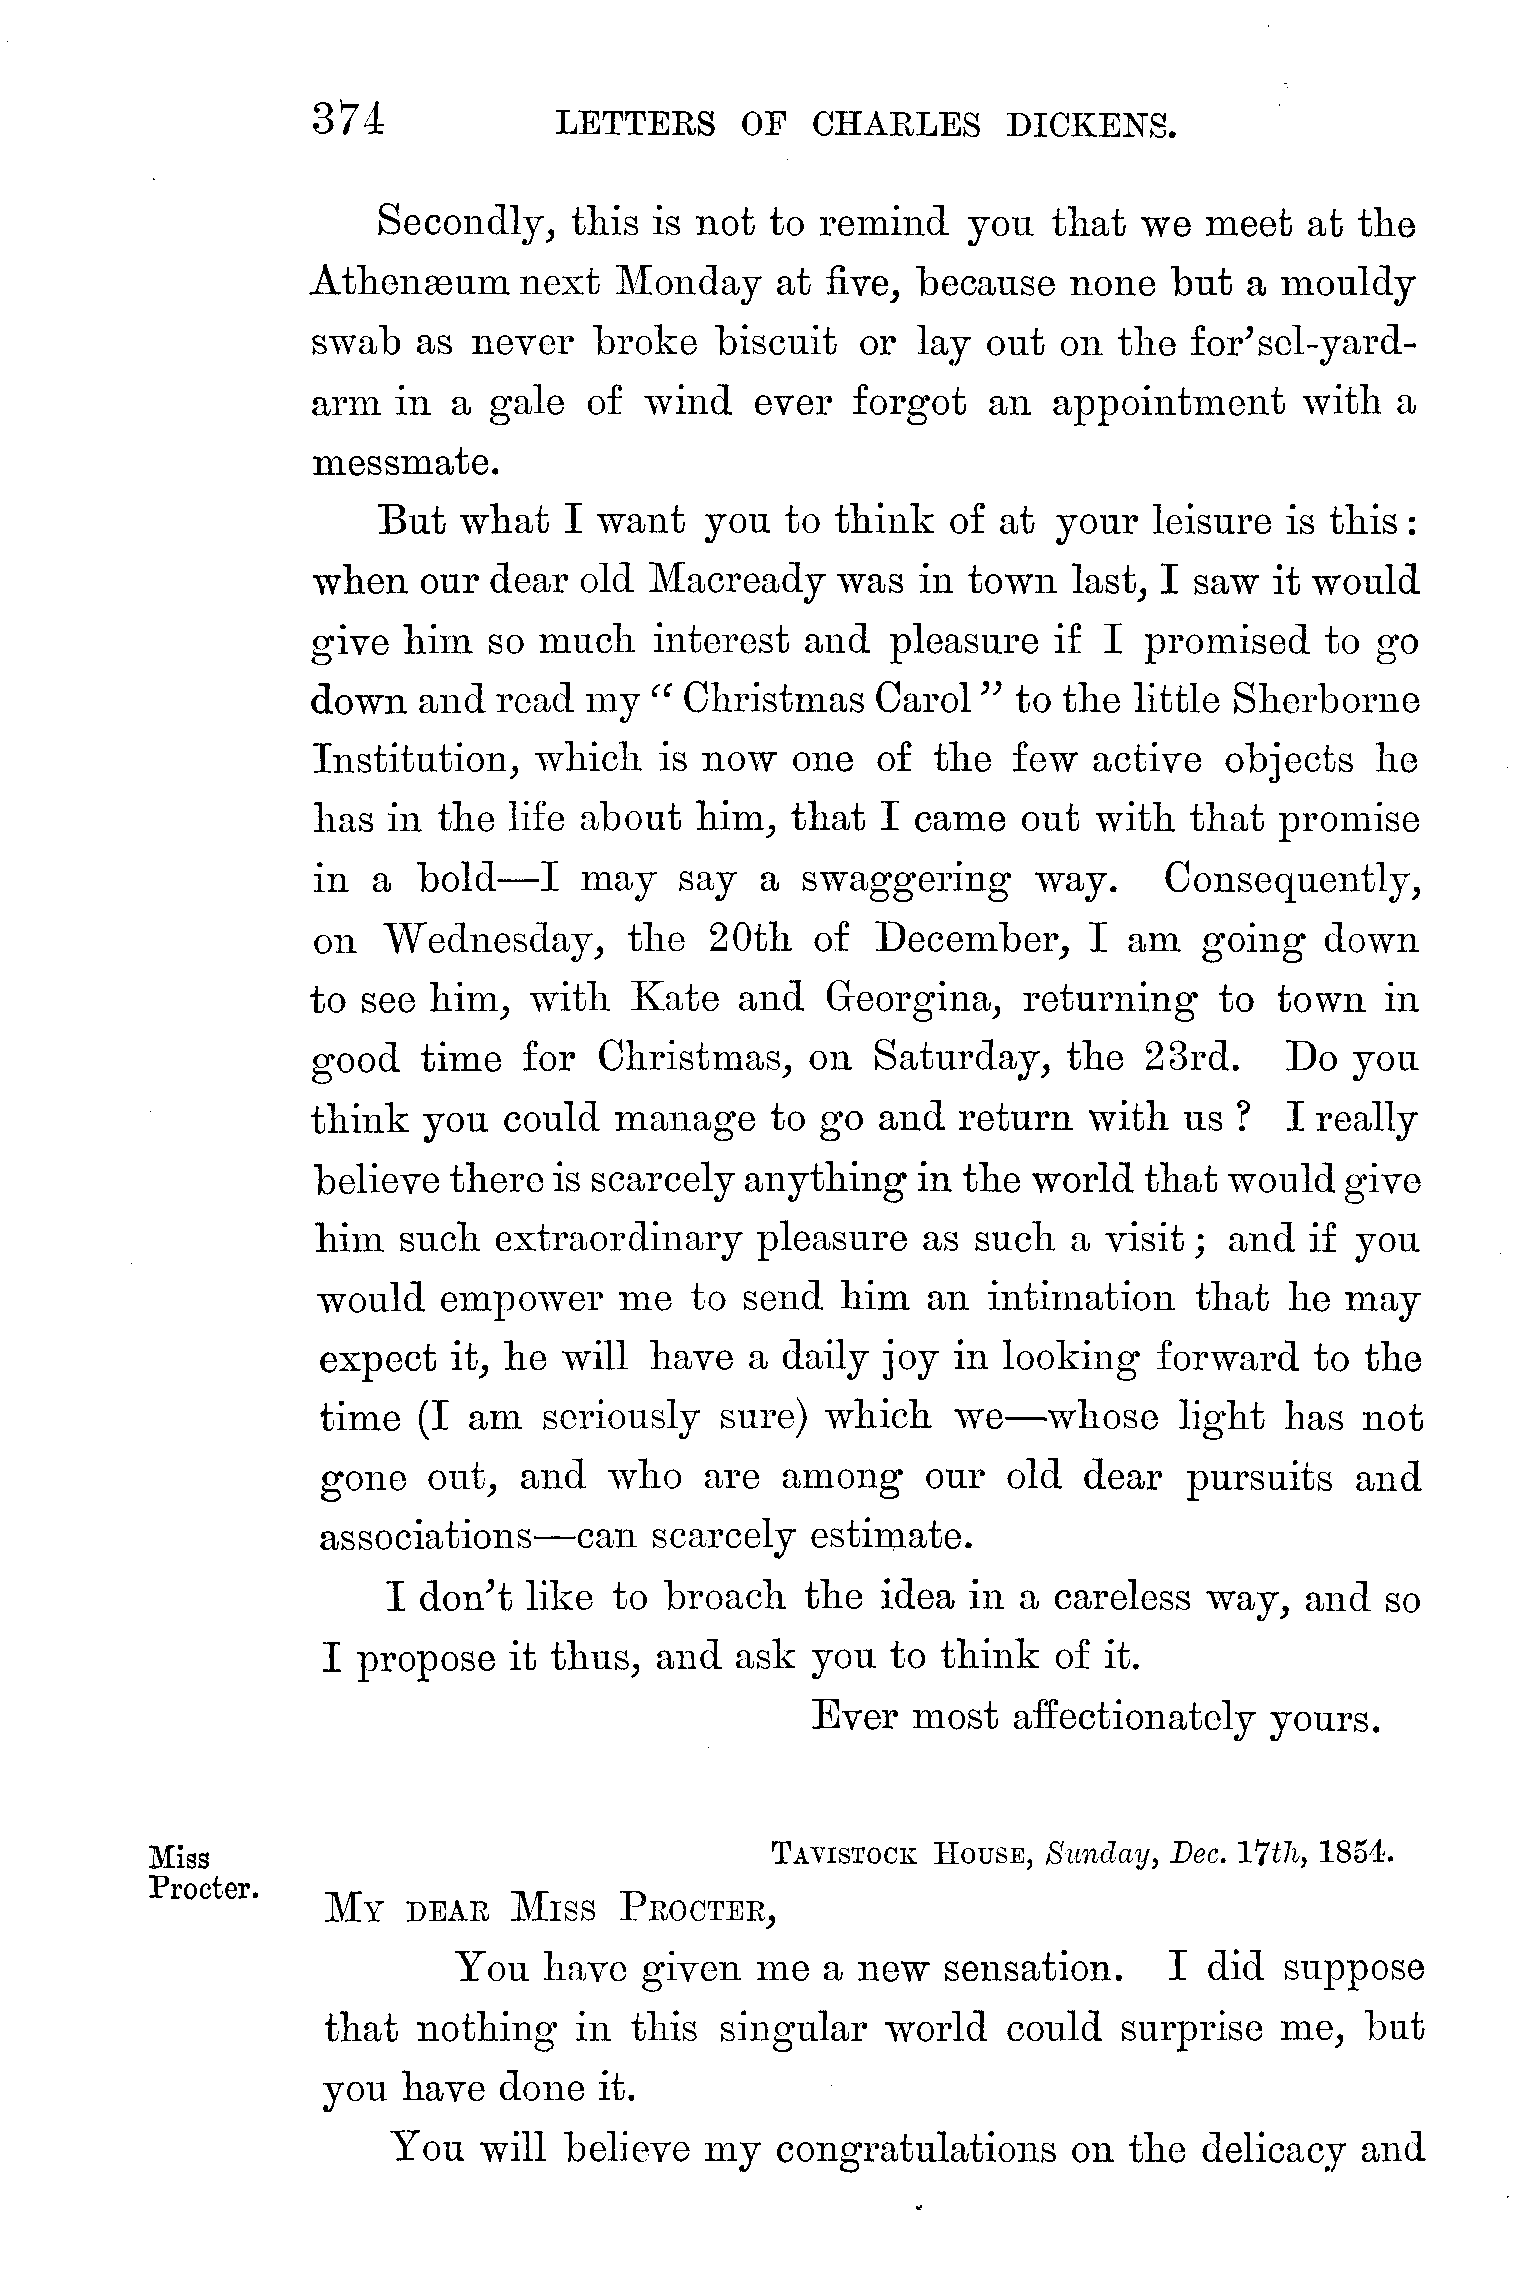 374 LETTERS OF CHARLES DICKENS.
Secondly, this is not to remind you that we meet at the
Athenæum next Monday at five, because none but a mouldy
swab as never broke biscuit or lay out on the for'sel-yard-
arm in a gale of wind ever forgot an appointment with a
messmate.
But what I want you to think of at your leisure is this:
when our dear old Macready was in town last, I saw it would
give him so much interest and pleasure if I promised to go
down and read my "Christmas Carol" to the little Sherborne
Institution, which is now one of the few active objects he
has in the life about him, that I came out with that promise
in a bold—I may say a swaggering way. Consequently,
on Wednesday, the 20th of December, I am going down
to see him, with Kate and Georgina, returning to town in
good time for Christmas, on Saturday, the 23rd. Do you
think you could manage to go and return with us? I really
believe there is scarcely anything in the world that would give
him such extraordinary pleasure as such a visit; and if you
would empower me to send him an intimation that he may
expect it, he will have a daily joy in looking forward to the
time (I am seriously sure) which we—whose light has not
gone out, and who are among our old dear pursuits and
associations—can scarcely estimate.
I don't like to broach the idea in a careless way, and so
I propose it thus, and ask you to think of it.
Ever most affectionately yours.
Miss
Procter.
TAVISTOCK HOUSE, Sunday, Dec. 17th, 1854.
MY DEAR MISS PROCTER,
You have given me a new sensation. I did suppose
that nothing in this singular world could surprise me, but
you have done it.
You will believe my congratulations on the delicacy and